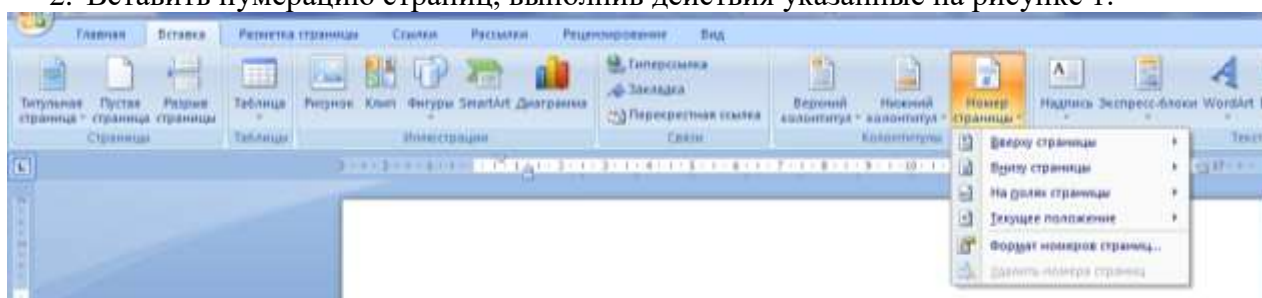 2. Вставить нумерацию страниц, выполнив действия указанные на рисунке 1.
Главная Вставка Разметка страницы Ссылки Рассылки Рецензирование Вид
Титульная страница Пустая страница Разрыв страницы Таблица Рисунок Клип Фигуры SmartArt Диаграмма
Гиперссылка
Закладка
Перекрестная ссылка
Верхний колонтитул Нижний колонтитул Номер страницы Надпись Экспресс-блоки WordArt
Страницы Таблицы Иллюстрации Связи Колонтитулы Текст
Вверху страницы
Внизу страницы
На полях страницы
Текущее положение
Формат номеров страниц...
Удалить номера страниц